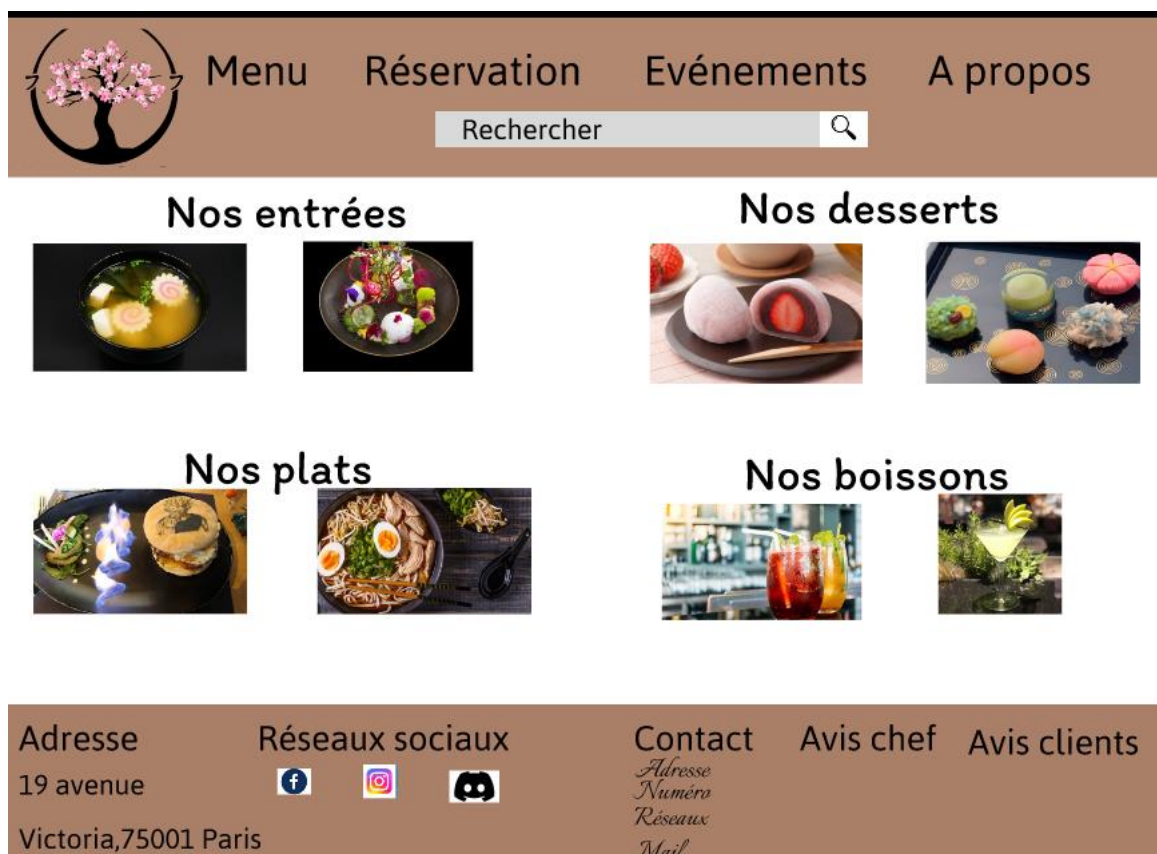 Menu Réservation Evénements A propos
Rechercher
Nos entrées
Nos desserts
Nos plats
Nos boissons
Adresse
19 avenue
Victoria,75001 Paris
Réseaux sociaux
Contact
Adresse
Numéro
Réseaux
Mail
Avis chef
Avis clients